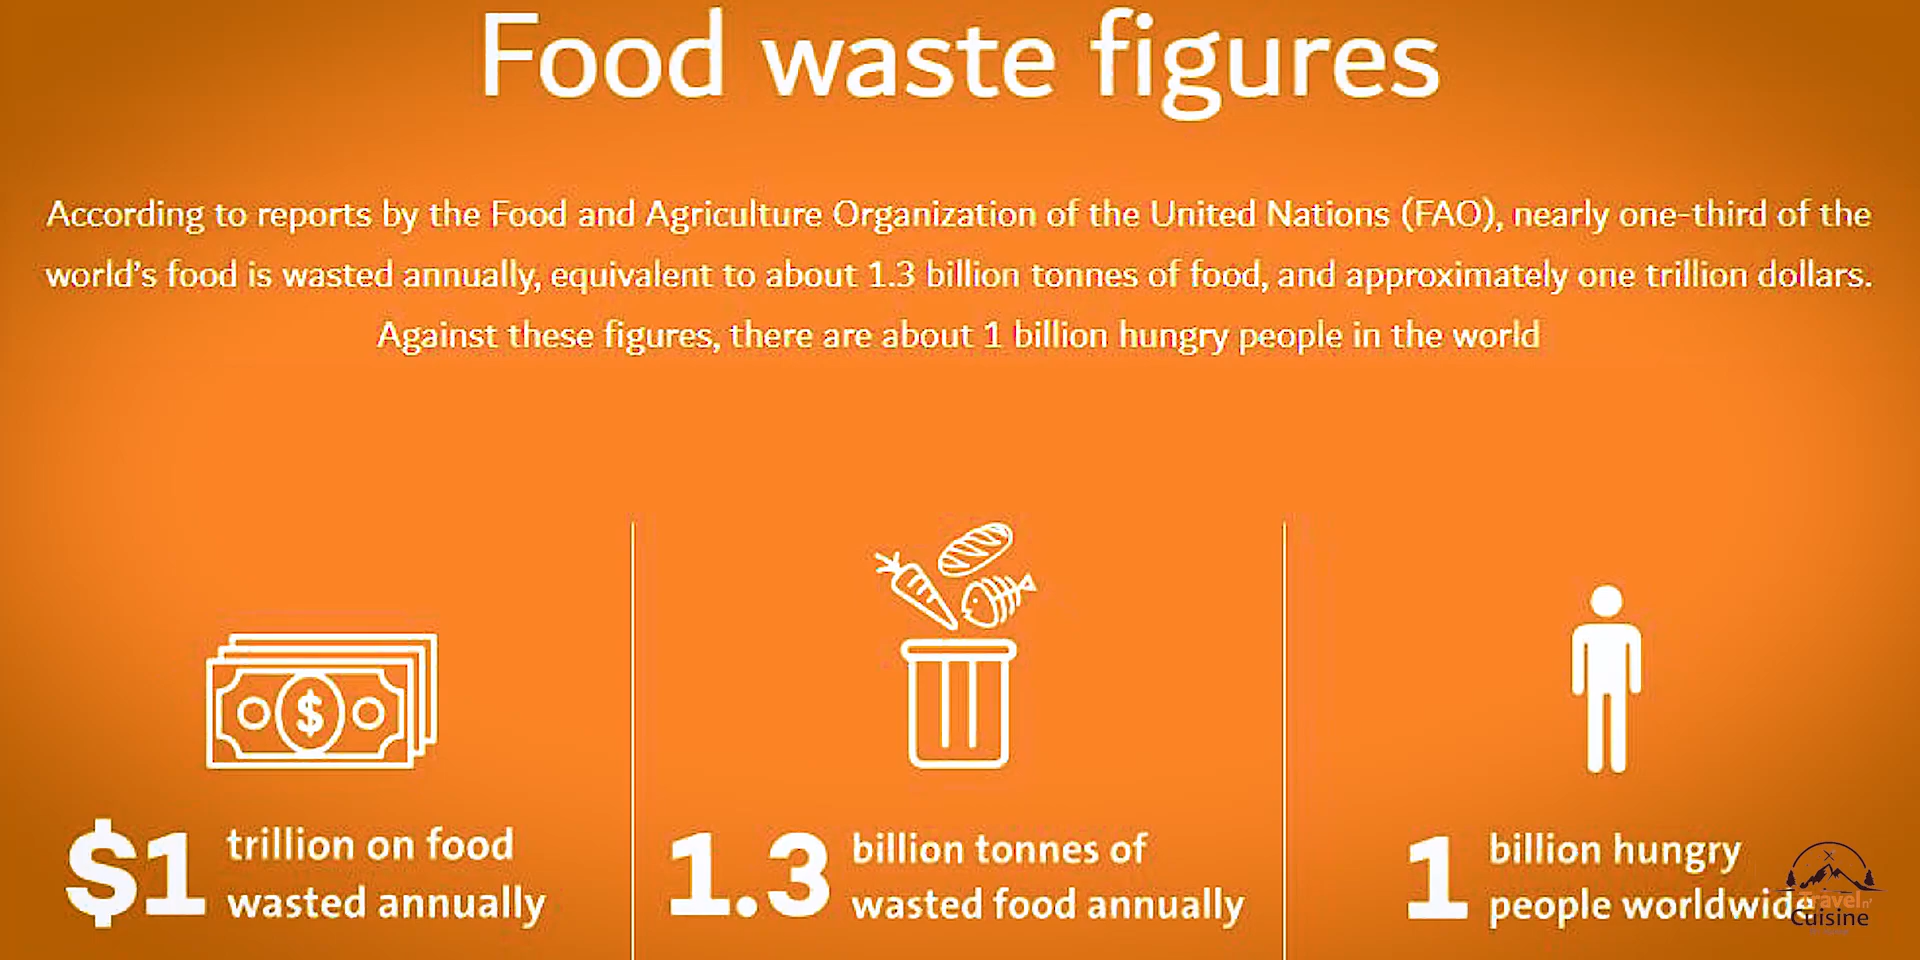 Food waste figures
According to reports by the Food and Agriculture Organization of the United Nations (FAO), nearly one-third of the
world's food is wasted annually, equivalent to about 1.3 billion tonnes of food, and approximately one trillion dollars.
Against these figures, there are about 1 billion hungry people in the world
$
$1 trillion on food
wasted annually
1.3 billion tonnes of
wasted food annually
1 billion hungry
people worldwide
Travel n'
Cuisine